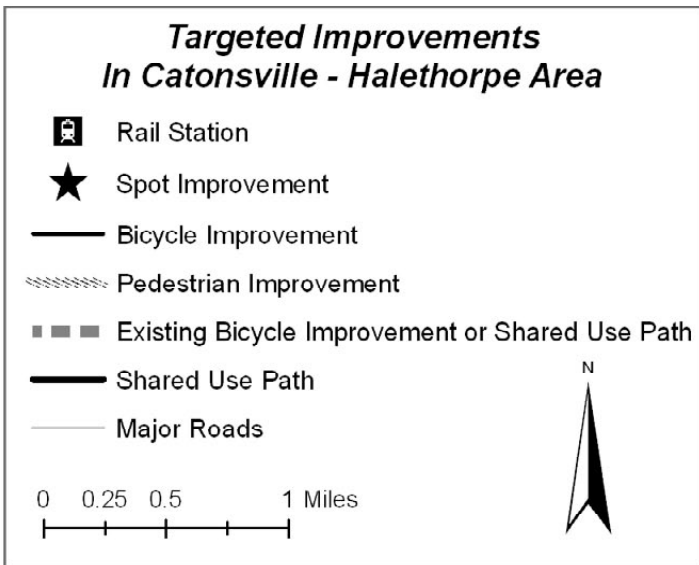 Targeted Improvements
In Catonsville - Halethorpe Area
Rail Station
Spot Improvement
Bicycle Improvement
Pedestrian Improvement
Existing Bicycle Improvement or Shared Use Path
Shared Use Path
Major Roads
N
0 0.25 0.5 1 Miles